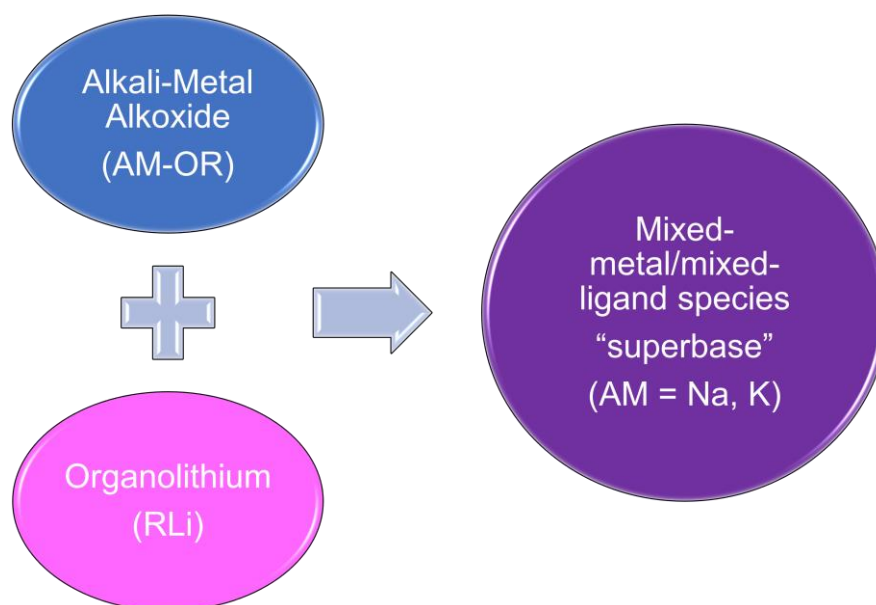 Alkali-Metal
Alkoxide
(AM-OR)
Organolithium
(RLi)
Mixed-
metal/mixed-
ligand species
“superbase”
(AM = Na, K)